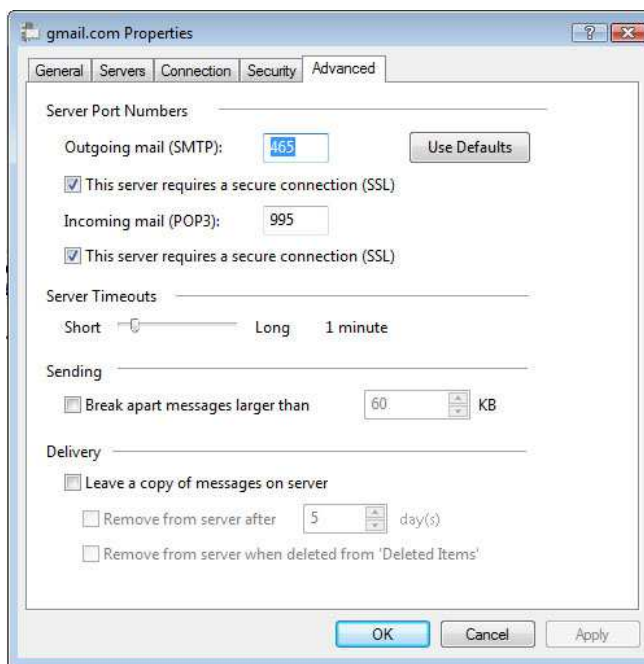 gmail.com Properties
General Servers Connection Security Advanced
Server Port Numbers
Outgoing mail (SMTP): 465 Use Defaults
This server requires a secure connection (SSL)
Incoming mail (POP3): 995
This server requires a secure connection (SSL)
Server Timeouts
Short Long 1 minute
Sending
Break apart messages larger than 60 KB
Delivery
Leave a copy of messages on server
Remove from server after 5 day(s)
Remove from server when deleted from 'Deleted Items'
OK Cancel Apply